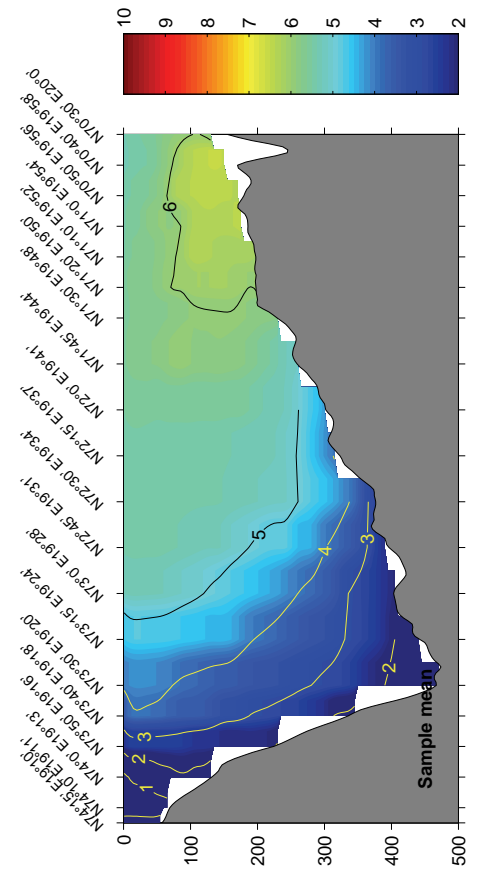 10
9
8
7
6
5
4
3
2
N74°15' E19°10'
N74°10' E19°11'
N74°0' E19°13'
N73°50' E19°16'
N73°40' E19°18'
N73°30' E19°20'
N73°15' E19°24'
N73°0' E19°28'
N72°45' E19°31'
N72°30' E19°34'
N72°15' E19°37'
N72°0' E19°41'
N71°45' E19°44'
N71°30' E19°48'
N71°20' E19°50'
N71°10' E19°52'
N71°0' E19°54'
N70°50' E19°56'
N70°40' E19°58'
N70°30' E20°0'
6
5
4
3
2
3
2
1
Sample mean
0
100
200
300
400
500